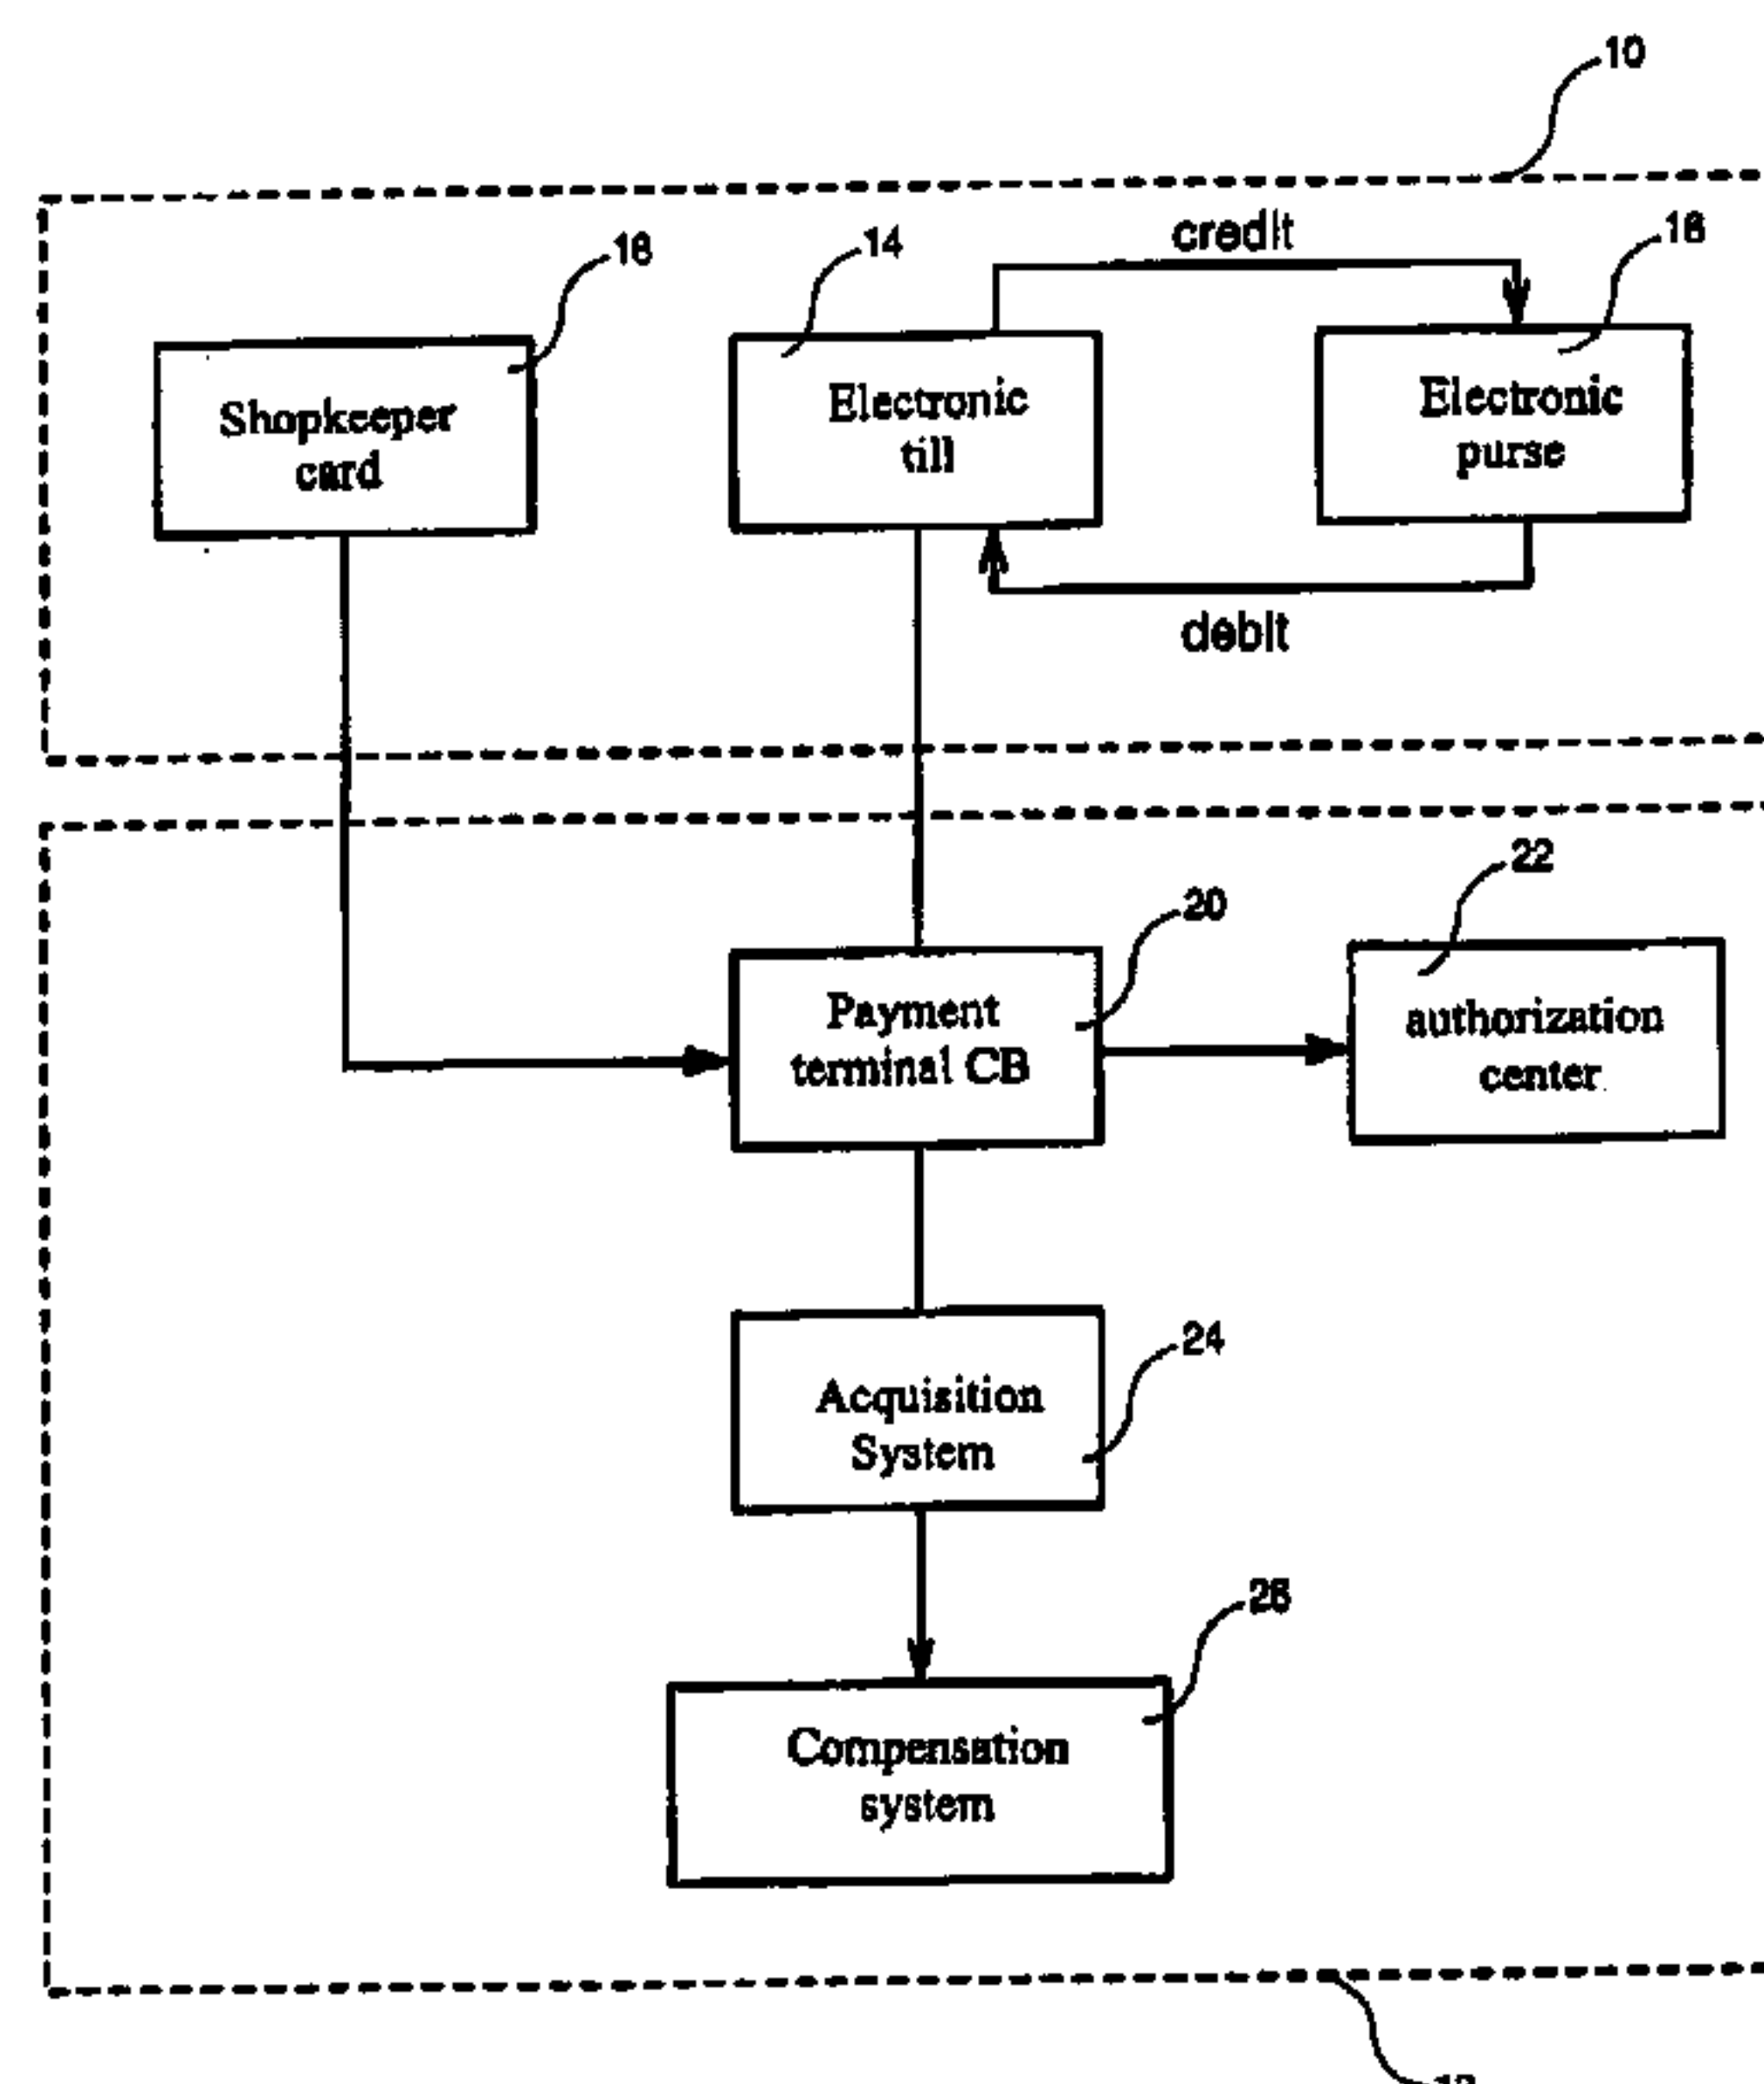 10
credit
18
14
18
Shopkeeper
card
Electronic
till
Electronic
purse
debit
22
20
Payment
terminal CB
authorization
center
24
Acquisition
System
26
Compensation
system